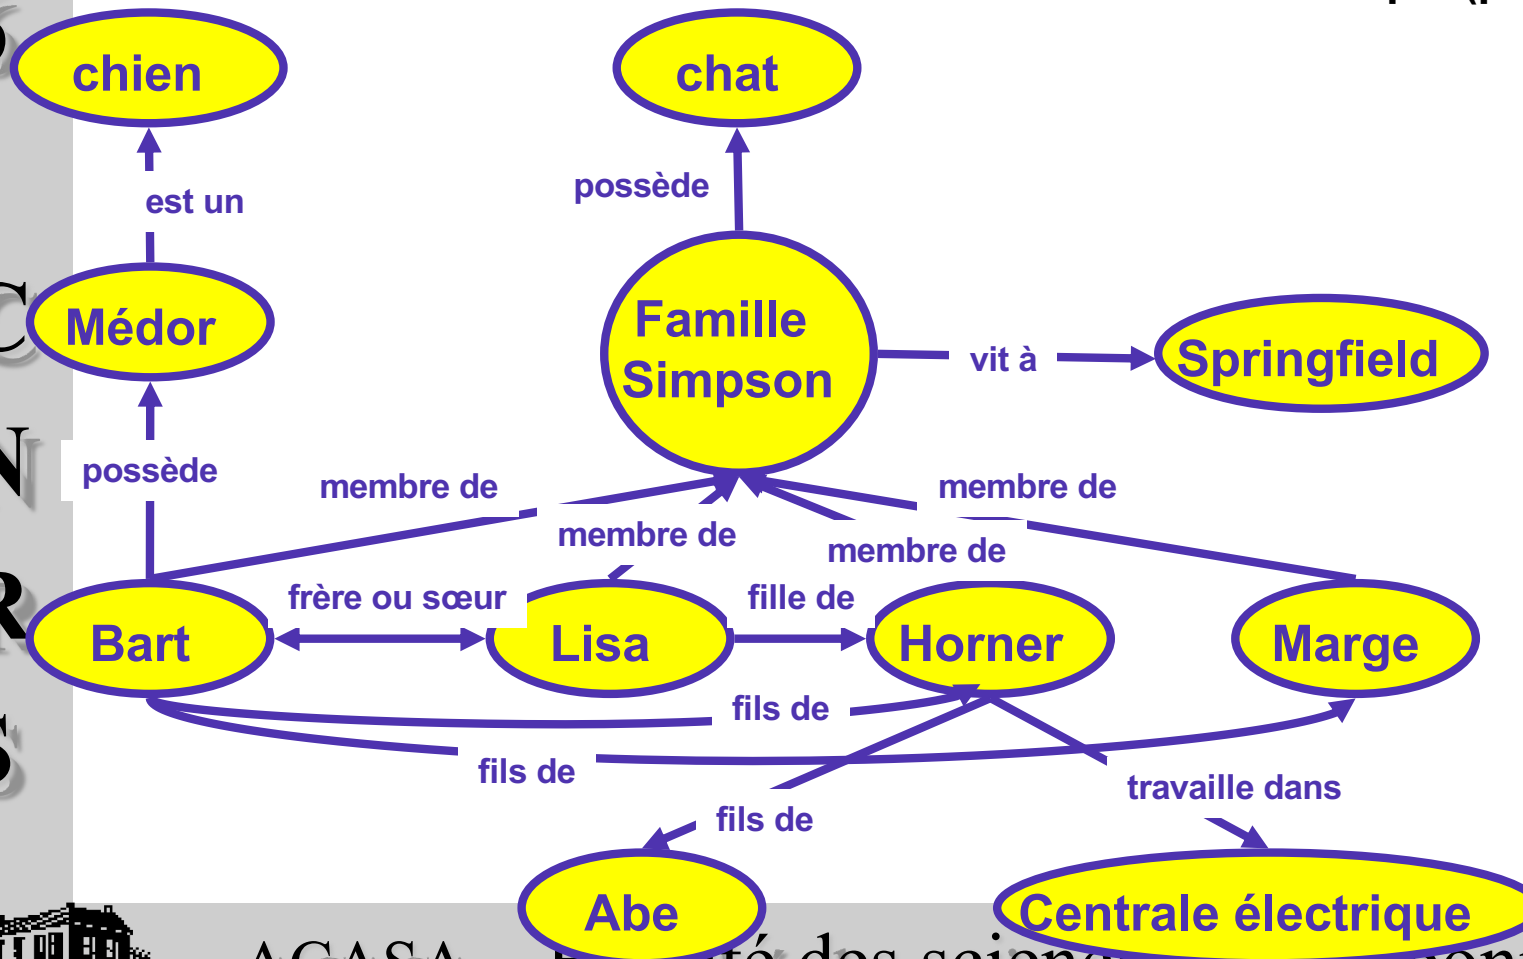 chien
chat
possède
est un
Médor
Famille
Simpson
vit à
Springfield
possède
membre de
membre de
membre de
membre de
frère ou sœur
fille de
Bart
Lisa
Horner
Marge
fils de
fils de
fils de
travaille dans
Abe
Centrale électrique
C
N
R
S
des